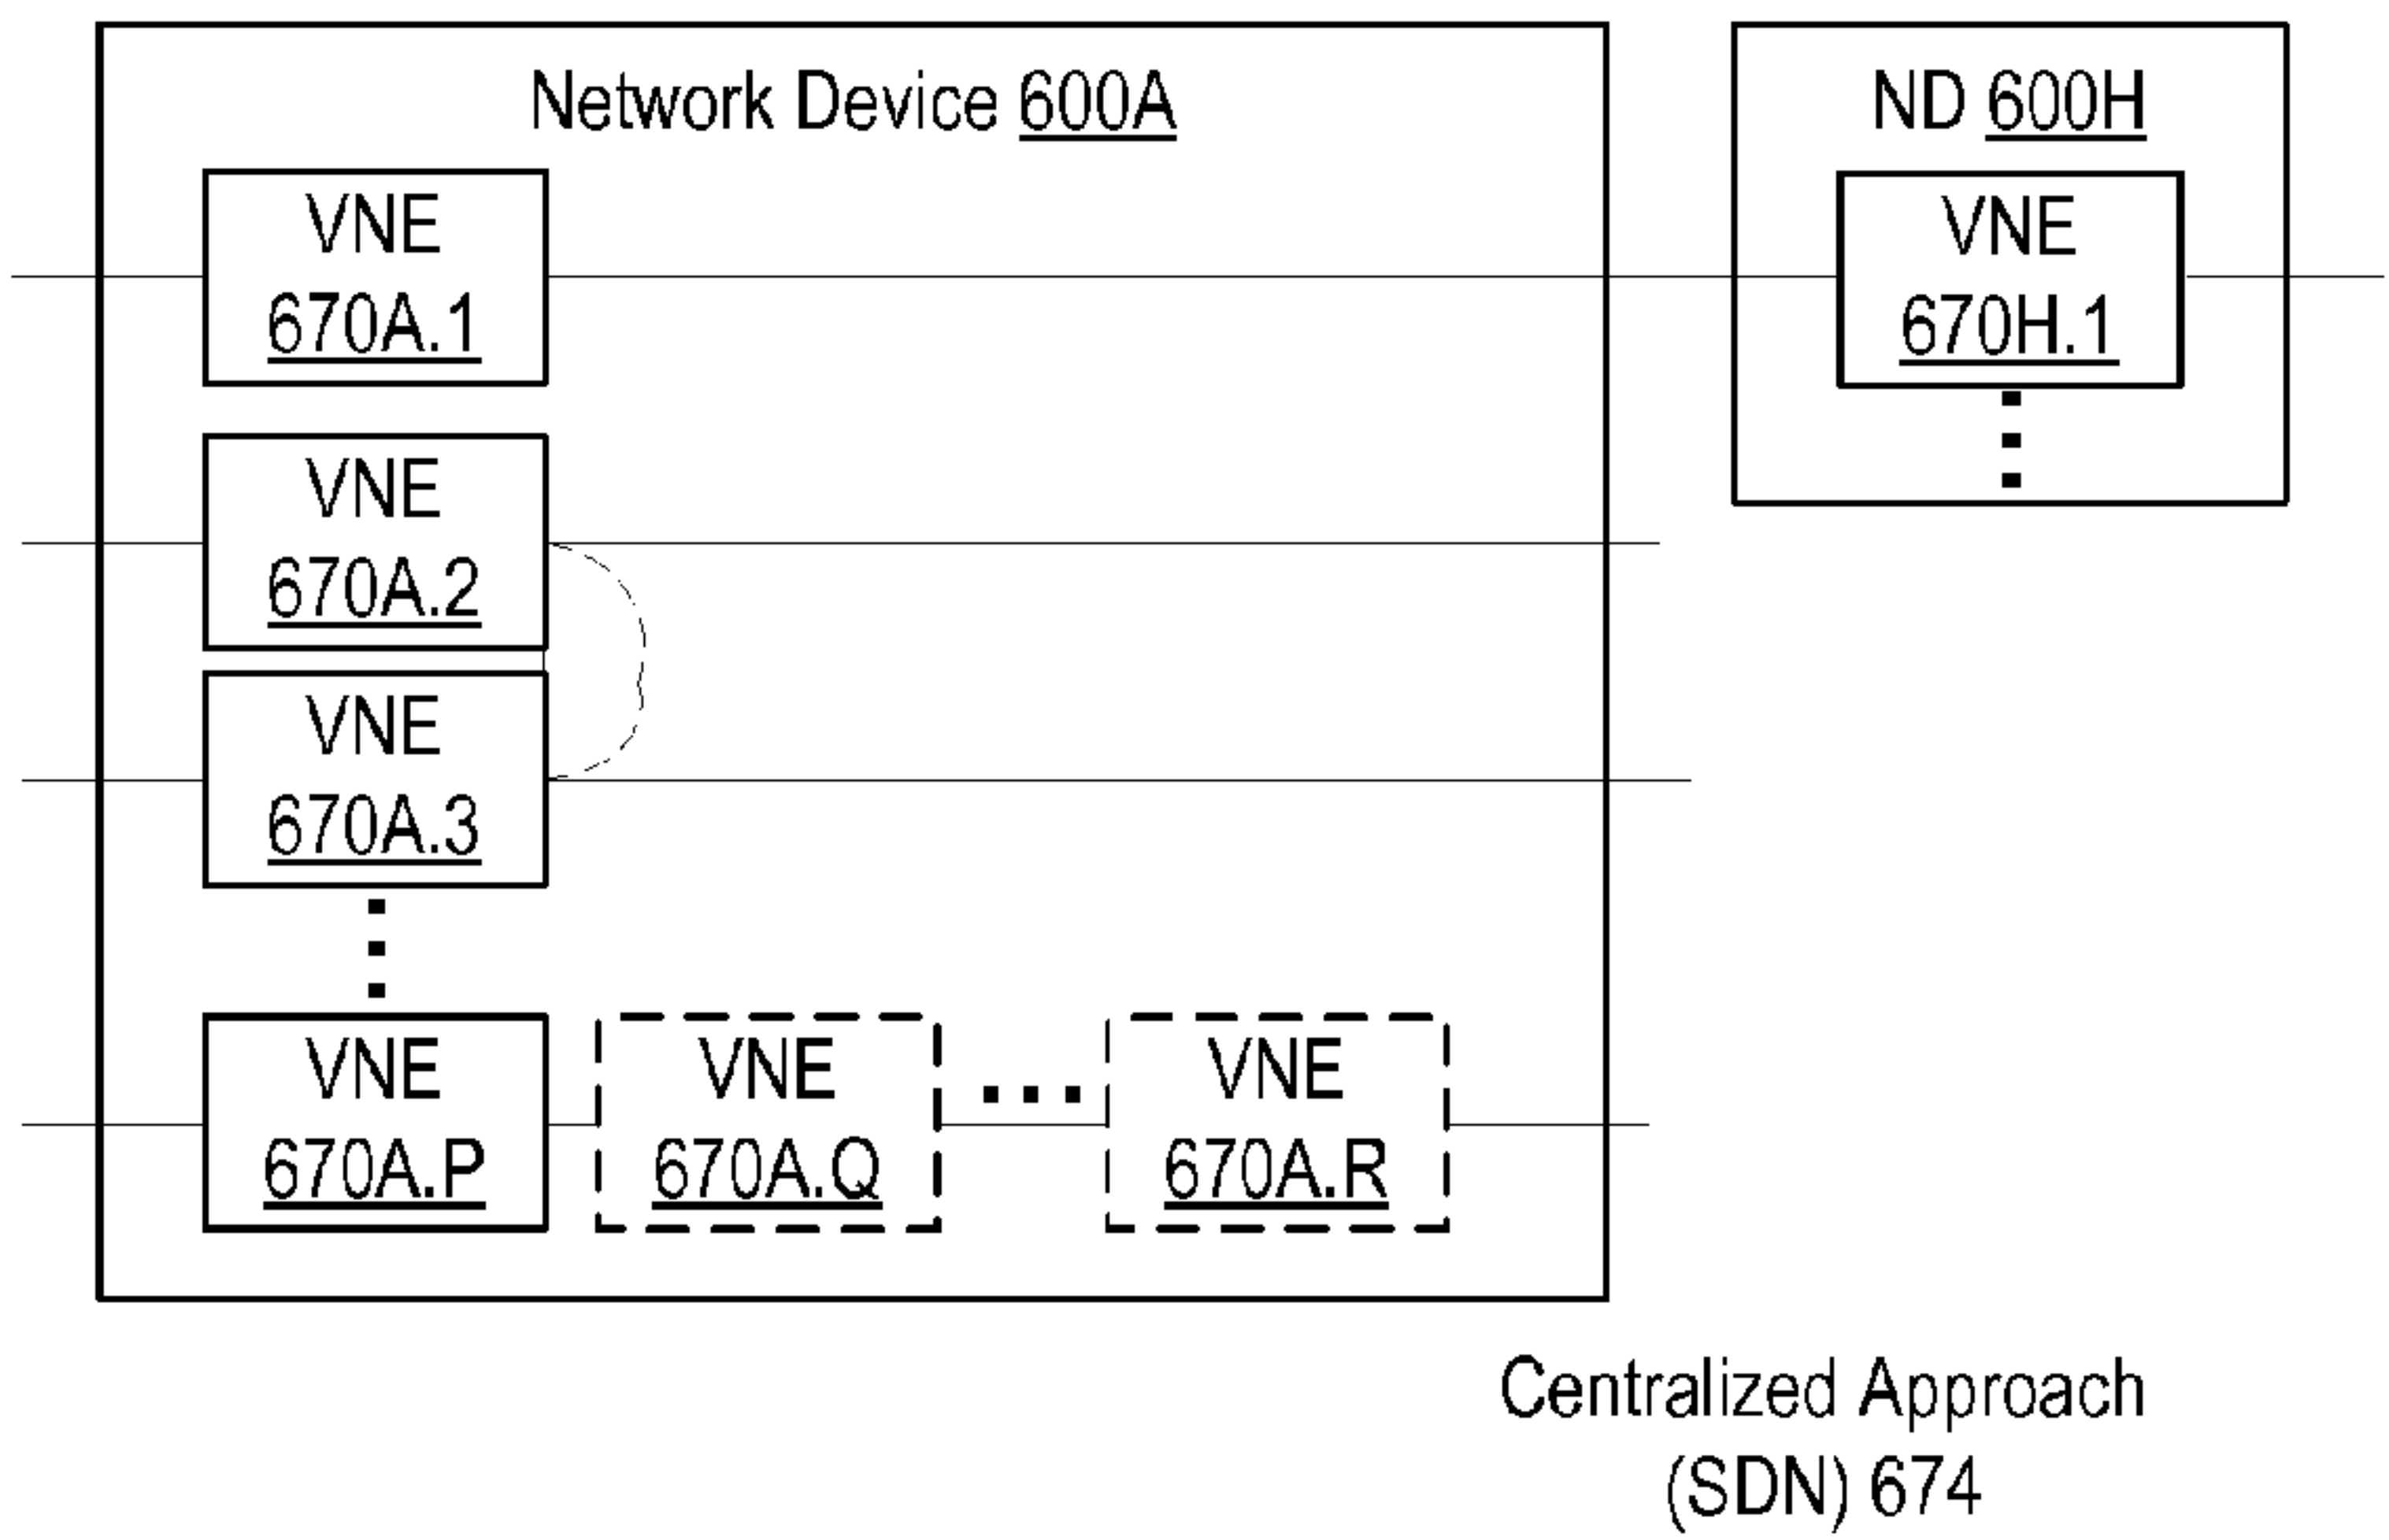 Network Device 600A
VNE
670A.1
VNE
670A.2
VNE
670A.3
VNE
670A.P
VNE
670A.Q
VNE
670A.R
ND 600H
VNE
670H.1
Centralized Approach
(SDN) 674